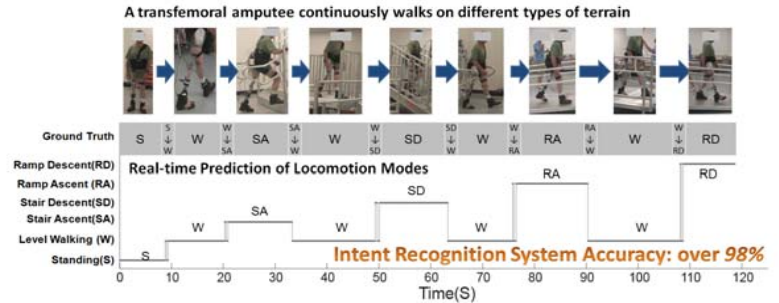 A transfemoral amputee continuously walks on different types of terrain
Ground Truth S S↓W W W↓SA SA SA↓W W W↓SD SD SD↓W W W↓RA RA RA↓W W W↓RD RD
Ramp Descent(RD)
Real-time Prediction of Locomotion Modes
RD
Ramp Ascent (RA)
RA
Stair Descent(SD)
SD
Stair Ascent(SA)
SA
W W W W
Level Walking (W)
Intent Recognition System Accuracy: over 98%
Standing(S)
S
0 10 20 30 40 50 60 70 80 90 100 110 120
Time(S)